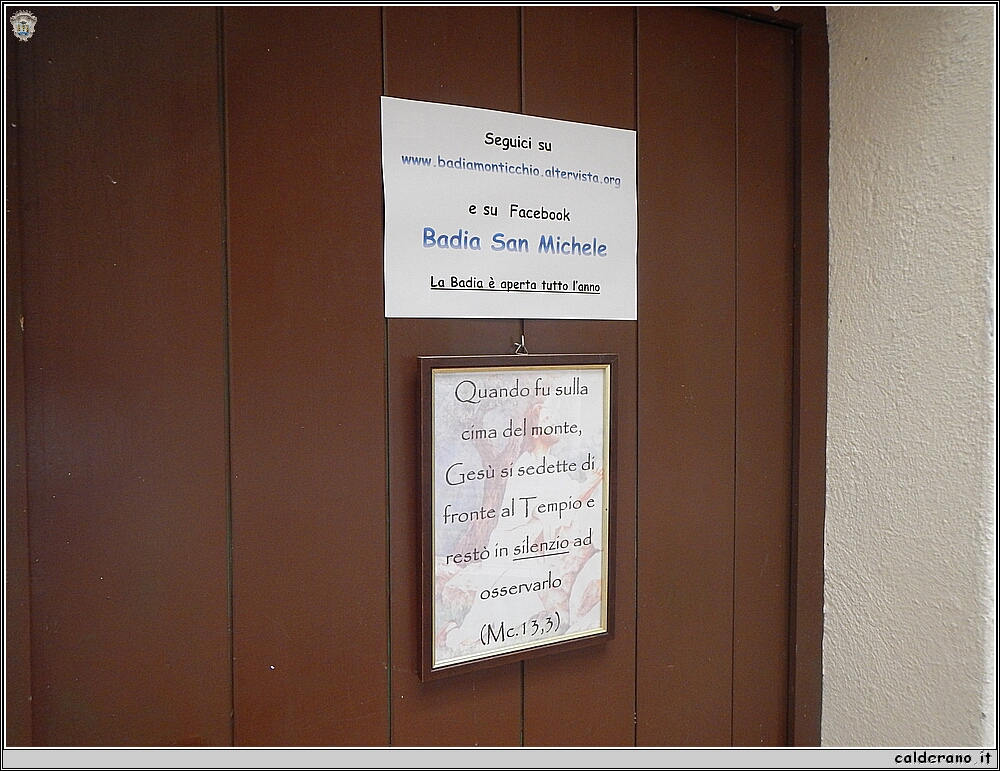 Seguici su
www.badiamonticchio.altervista.org
e su Facebook
Badia San Michele
La Badia è aperta tutto l'anno
Quando fu sulla
cima del monte,
Gesù si sedette di
fronte al Tempio e
restò in silenzio ad
osservarlo
(Mc.13,3)
calderano it